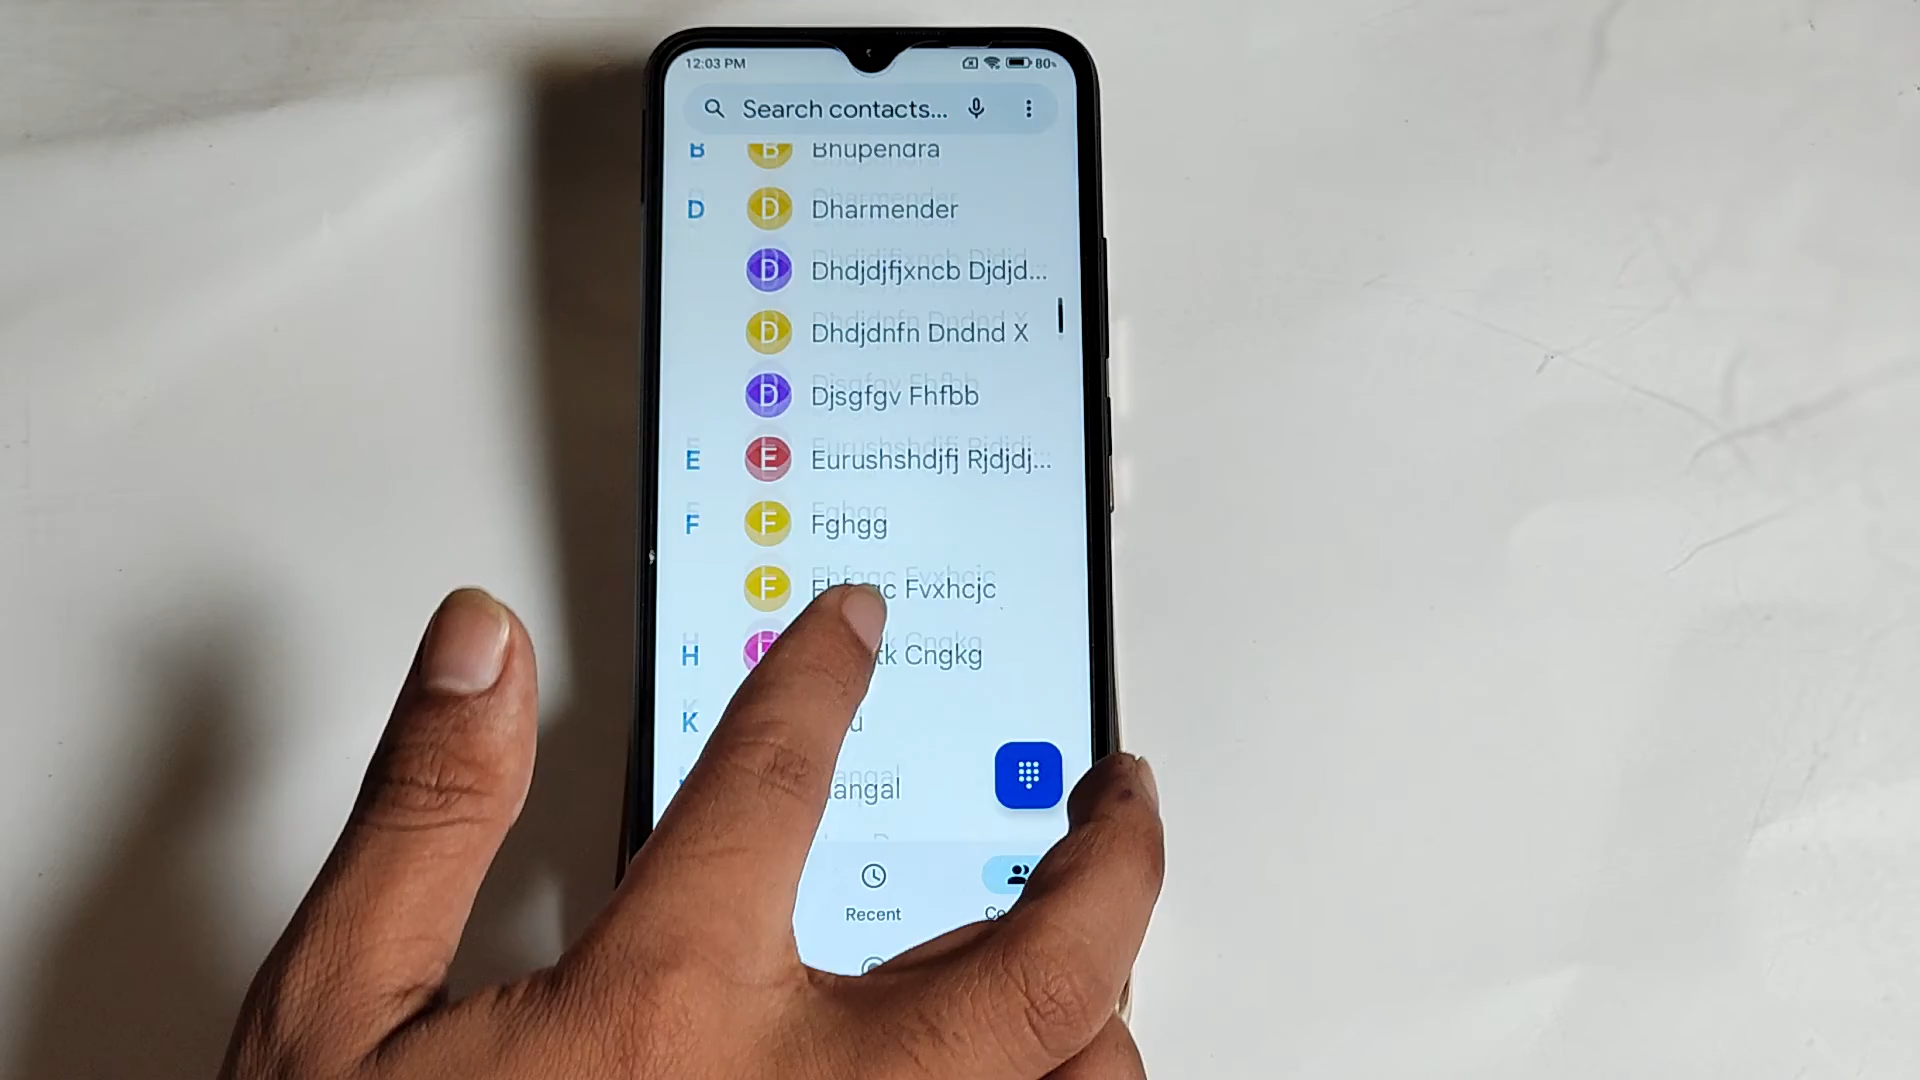 12:03 PM 80%
Search contacts...
B B Bhupendra
D D Dharmender
D Dhdjdjfjxncb Djdjd...
D Dhdjdnfn Dndnd X
D Djsgfgv Fhfbb
E E Eurushshdjfj Rjdjdj...
F F Fghgg
F Fvxhcjc
H Cngkg
K
Recent